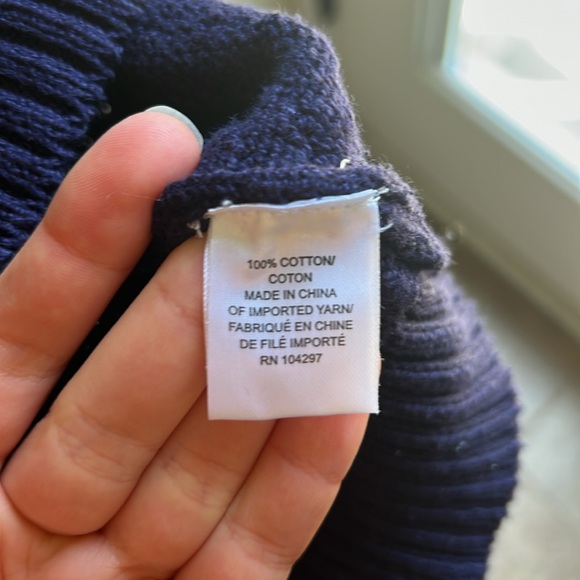 100% COTTON/
COTON
MADE IN CHINA
OF IMPORTED YARN/
FABRIQUÉ EN CHINE
DE FILÉ IMPORTÉ
RN 104297